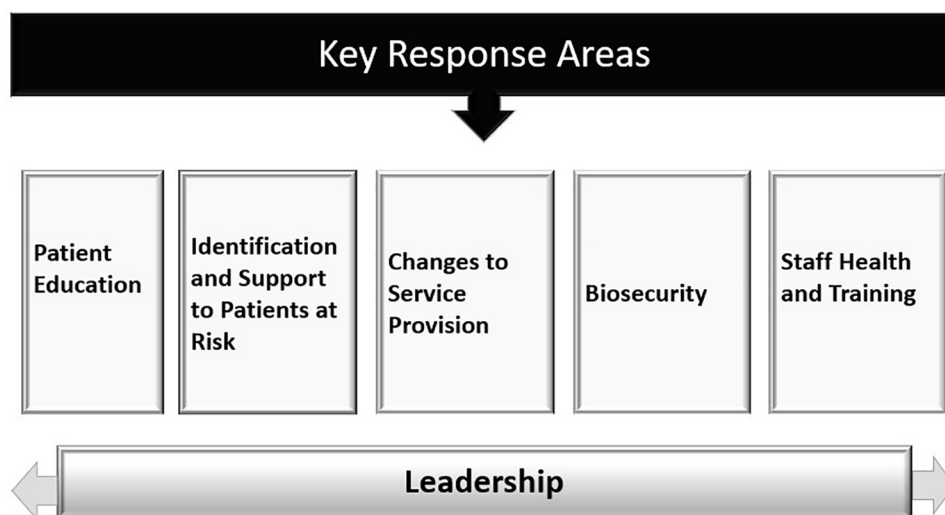 Key Response Areas
Patient
Education
Identification
and Support
to Patients at
Risk
Changes to
Service
Provision
Biosecurity
Staff Health
and Training
Leadership